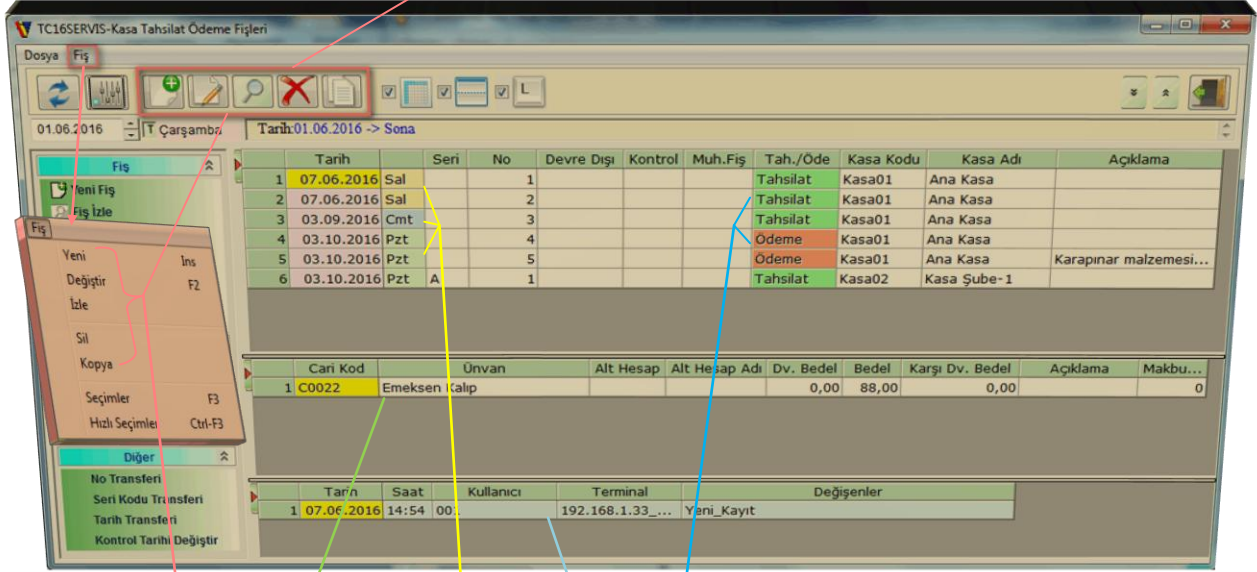 TC16SERVIS-Kasa Tahsilat Ödeme Fişleri
Dosya Fiş
L
01.06.2016 T Çarşamba Tarih:01.06.2016 -> Sona
Fiş
Yeni Fiş
Fiş İzle
Fiş
Yeni Ins
Değiştir F2
İzle
Sil
Kopya
Seçimler F3
Hızlı Seçimler Ctrl-F3
Diğer
No Transferi
Seri Kodu Transferi
Tarih Transferi
Kontrol Tarihi Değiştir
Tarih Seri No Devre Dışı Kontrol Muh.Fiş Tah./Öde Kasa Kodu Kasa Adı Açıklama
1 07.06.2016 Sal 1 Tahsilat Kasa01 Ana Kasa
2 07.06.2016 Sal 2 Tahsilat Kasa01 Ana Kasa
3 03.09.2016 Cmt 3 Tahsilat Kasa01 Ana Kasa
4 03.10.2016 Pzt 4 Ödeme Kasa01 Ana Kasa
5 03.10.2016 Pzt 5 Ödeme Kasa01 Ana Kasa Karapınar malzemesi...
6 03.10.2016 Pzt A 1 Tahsilat Kasa02 Kasa Şube-1
Cari Kod Ünvan Alt Hesap Alt Hesap Adı Dv. Bedel Bedel Karşı Dv. Bedel Açıklama Makbu...
1 C0022 Emeksen Kalıp 0,00 88,00 0,00 0
Tarih Saat Kullanıcı Terminal Değişenler
1 07.06.2016 14:54 001 192.168.1.33_... Yeni_Kayıt